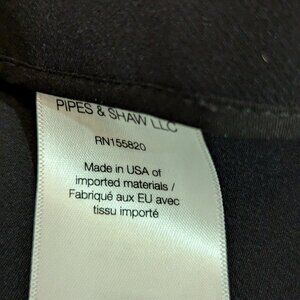 PIPES & SHAW LLC
RN155820
Made in USA of
imported materials /
Fabriqué aux EU avec
tissu importé